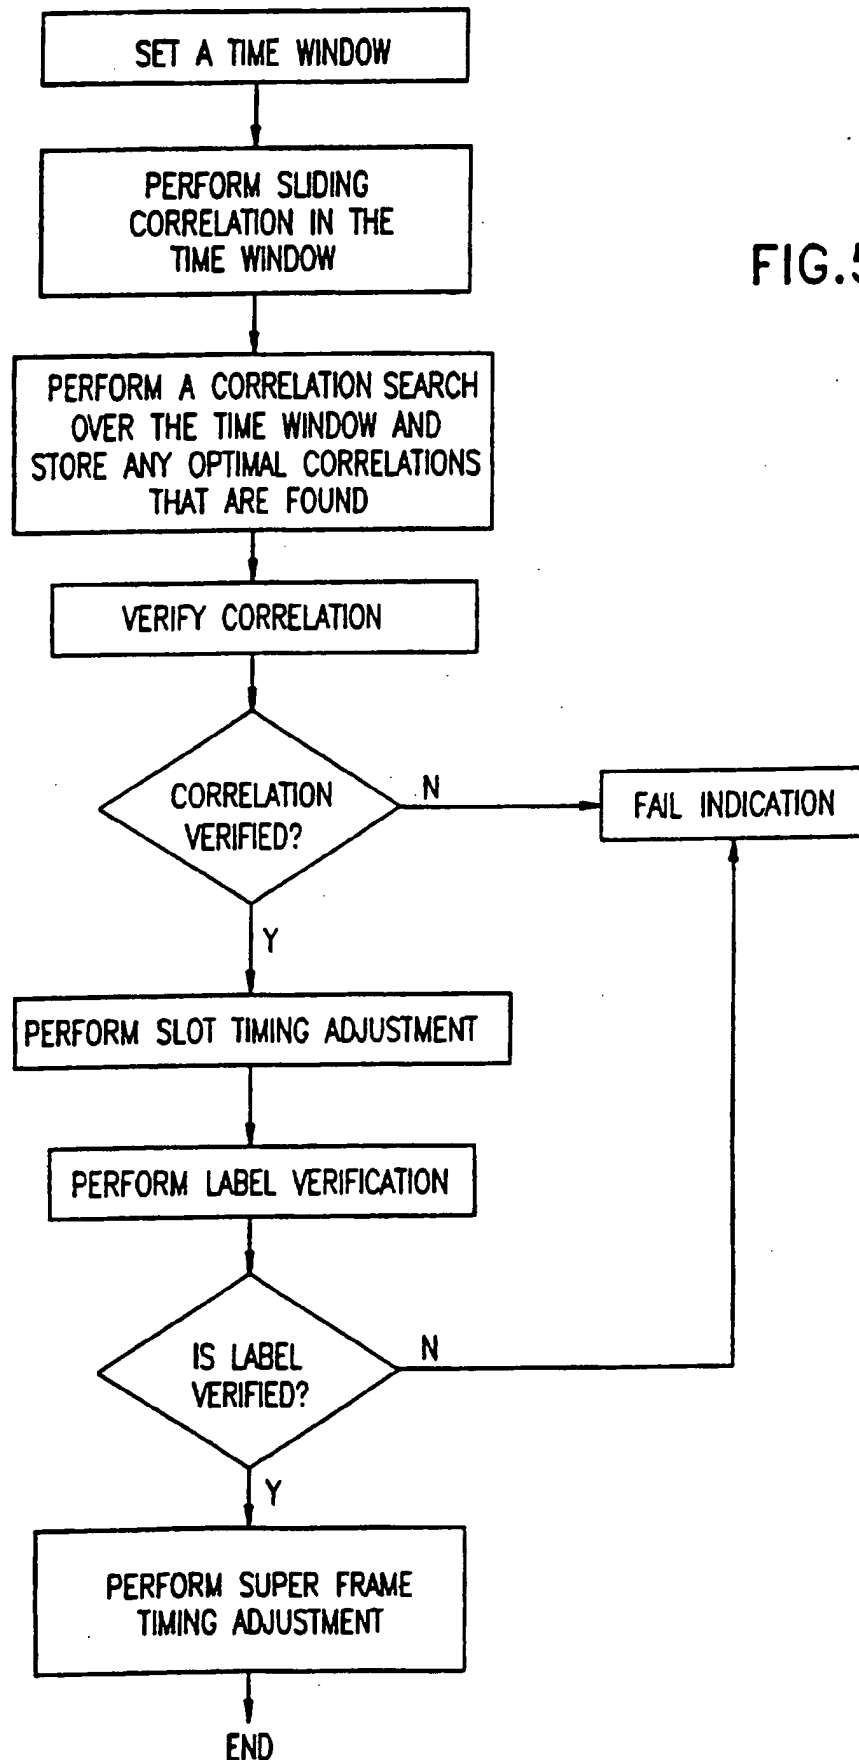 SET A TIME WINDOW
PERFORM SLIDING
CORRELATION IN THE
TIME WINDOW
FIG.5
PERFORM A CORRELATION SEARCH
OVER THE TIME WINDOW AND
STORE ANY OPTIMAL CORRELATIONS
THAT ARE FOUND
VERIFY CORRELATION
CORRELATION
VERIFIED?
N
FAIL INDICATION
Y
PERFORM SLOT TIMING ADJUSTMENT
PERFORM LABEL VERIFICATION
IS LABEL
VERIFIED?
N
Y
PERFORM SUPER FRAME
TIMING ADJUSTMENT
END